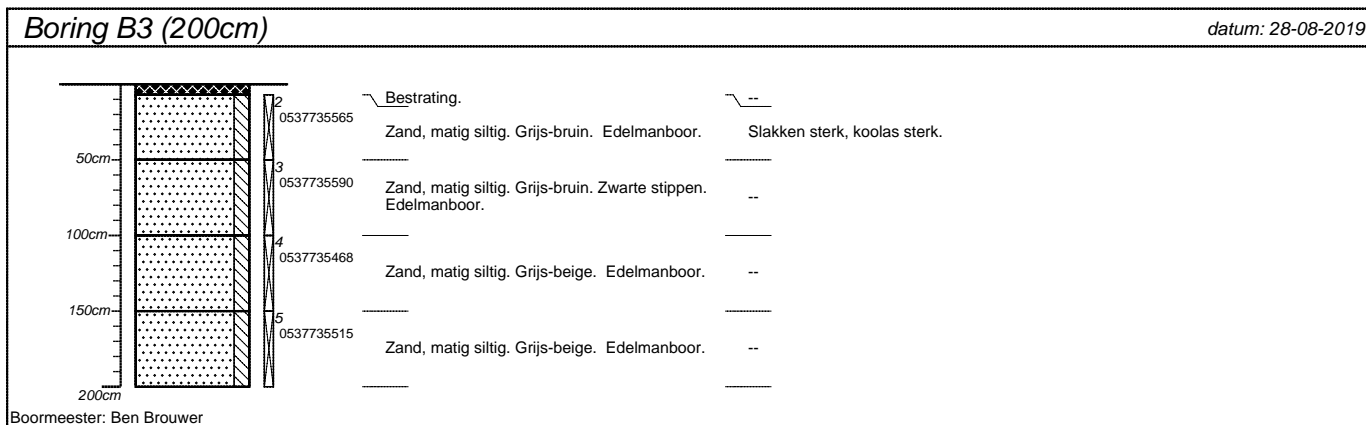 Boring B3 (200cm)
datum: 28-08-2019
2
0537735565
Bestrating.
--
Zand, matig siltig. Grijs-bruin. Edelmanboor.
Slakken sterk, koolas sterk.
50cm
3
0537735590
Zand, matig siltig. Grijs-bruin. Zwarte stippen.
Edelmanboor.
--
100cm
4
0537735468
Zand, matig siltig. Grijs-beige. Edelmanboor.
--
150cm
5
0537735515
Zand, matig siltig. Grijs-beige. Edelmanboor.
--
200cm
Boormeester: Ben Brouwer